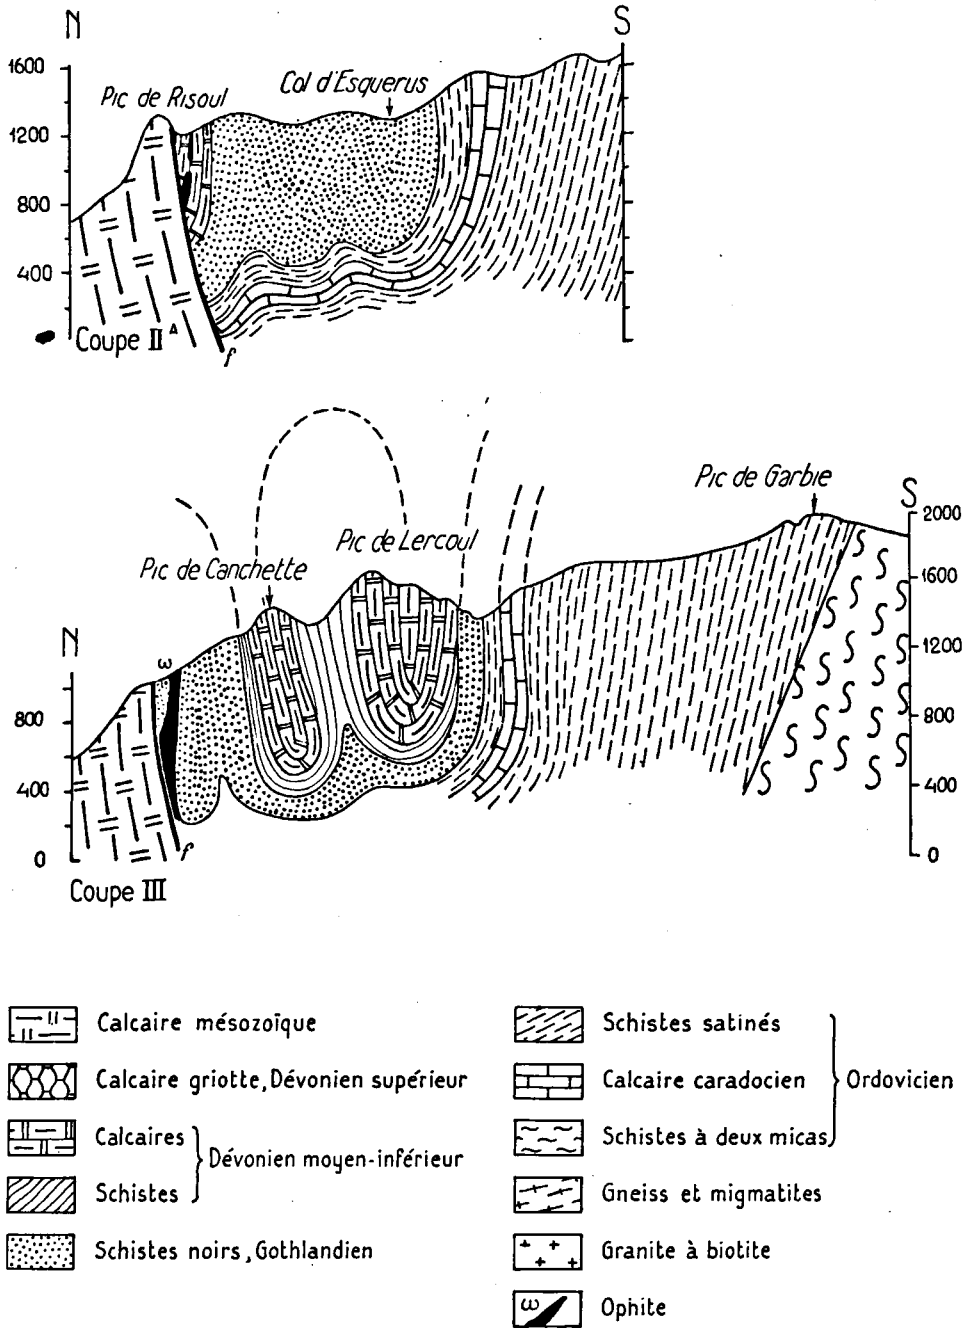 N
S
1600
1200
800
400
Pic de Risoul
Col d'Esquerus
Coupe II A
f
Pic de Garbie
S
2000
1600
1200
800
400
0
Pic de Lercoul
Pic de Canchette
N
ω
800
400
0
f
Coupe III
Calcaire mésozoïque
Calcaire griotte, Dévonien supérieur
Calcaires
Schistes
Dévonien moyen-inférieur
Schistes noirs, Gothlandien
Schistes satinés
Calcaire caradocien
Schistes à deux micas
Ordovicien
Gneiss et migmatites
Granite à biotite
ω Ophite